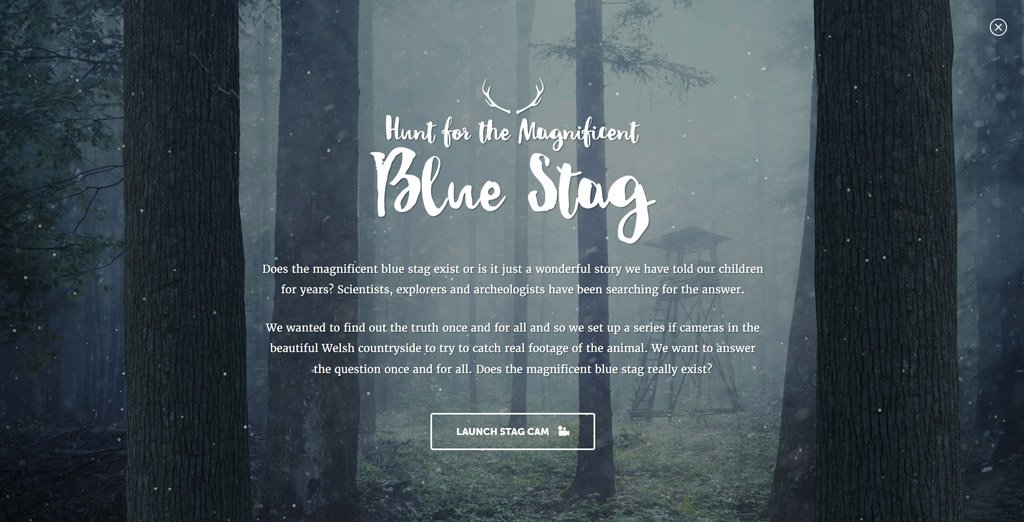 Hunt for the Magnificent
Blue Stag
Does the magnificent blue stag exist or is it just a wonderful story we have told our children
for years? Scientists, explorers and archeologists have been searching for the answer.
We wanted to find out the truth once and for all and so we set up a series if cameras in the
beautiful Welsh countryside to try to catch real footage of the animal. We want to answer
the question once and for all. Does the magnificent blue stag really exist?
LAUNCH STAG CAM